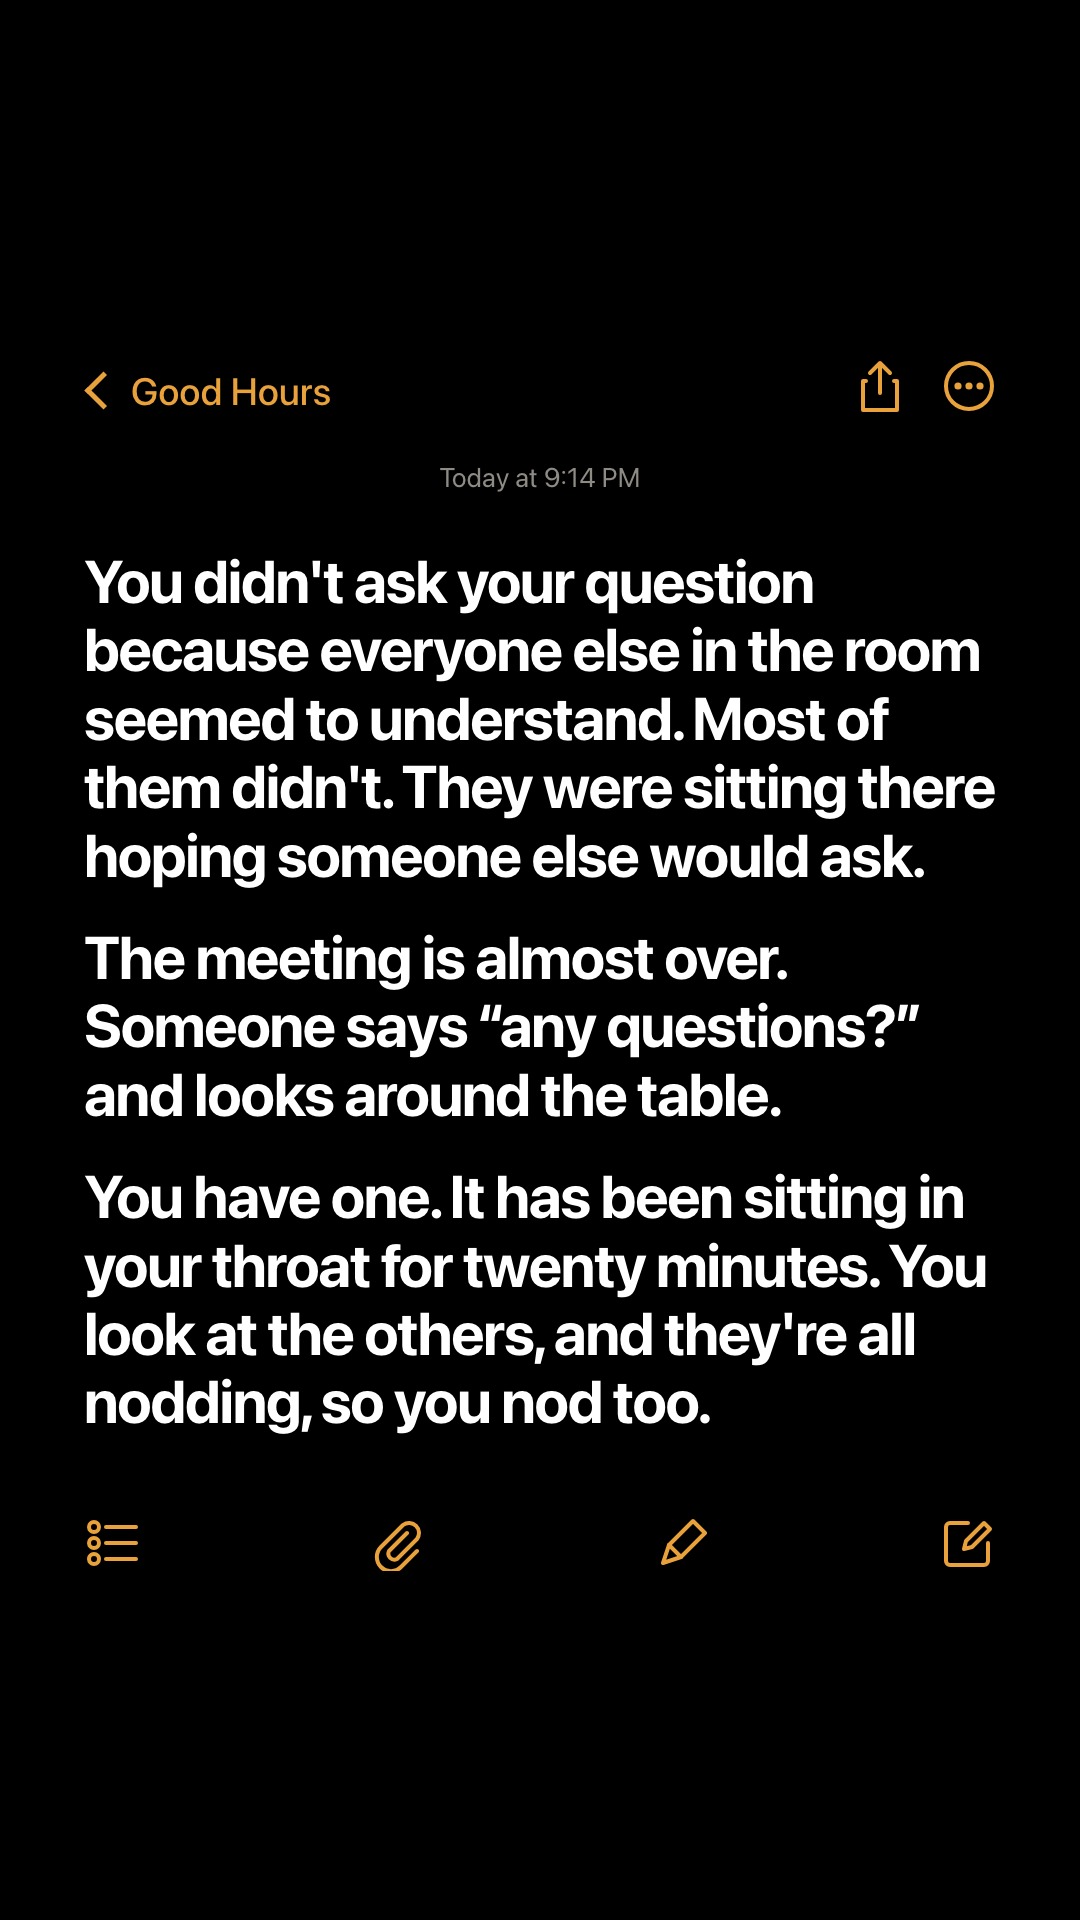 Good Hours
Today at 9:14 PM
You didn't ask your question
because everyone else in the room
seemed to understand. Most of
them didn't. They were sitting there
hoping someone else would ask.
The meeting is almost over.
Someone says “any questions?”
and looks around the table.
You have one. It has been sitting in
your throat for twenty minutes. You
look at the others, and they're all
nodding, so you nod too.